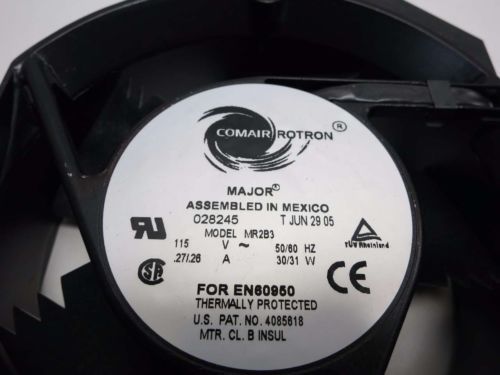 COMAIR ROTRON ®
MAJOR®
ASSEMBLED IN MEXICO
028245 T JUN 29 05
MODEL MR2B3
115 V ~ 50/60 HZ
.27/.26 A 30/31 W
TÜV Rheinland
FOR EN60950
THERMALLY PROTECTED
U.S. PAT. NO. 4085618
MTR. CL. B INSUL